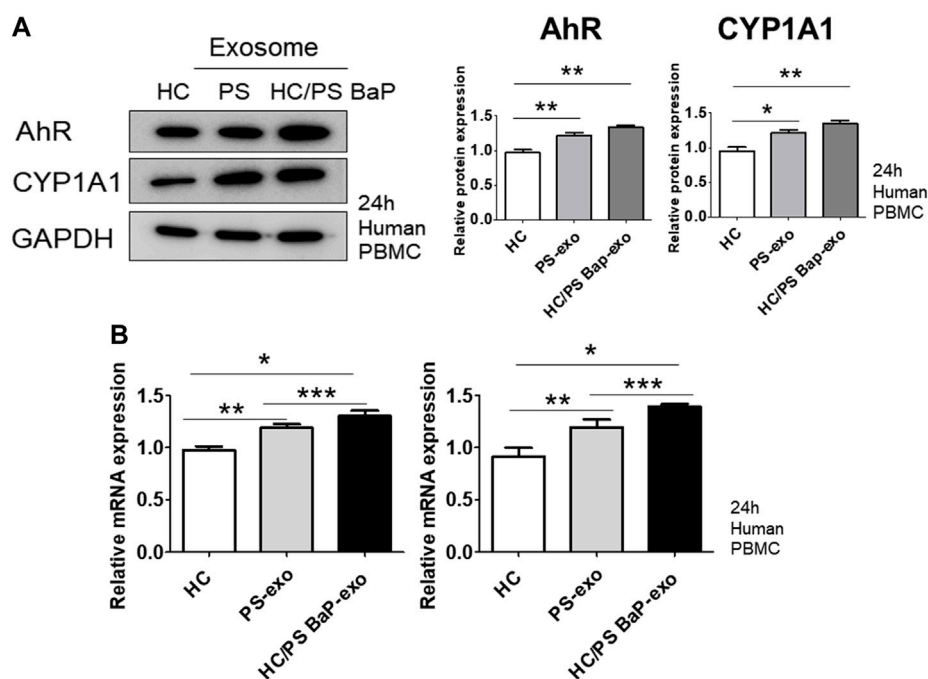 A
Exosome
HC PS HC/PS BaP
AhR
CYP1A1
GAPDH
24h
Human
PBMC
AhR
Relative protein expression
1.5
1.0
0.5
0.0
**
**
HC
PS-exo
HC/PS Bap-exo
CYP1A1
Relative protein expression
1.5
1.0
0.5
0.0
**
*
HC
PS-exo
HC/PS Bap-exo
24h
Human
PBMC
B
Relative mRNA expression
1.5
1.0
0.5
0.0
*
**
***
HC
PS-exo
HC/PS BaP-exo
Relative mRNA expression
1.5
1.0
0.5
0.0
*
**
***
HC
PS-exo
HC/PS BaP-exo
24h
Human
PBMC